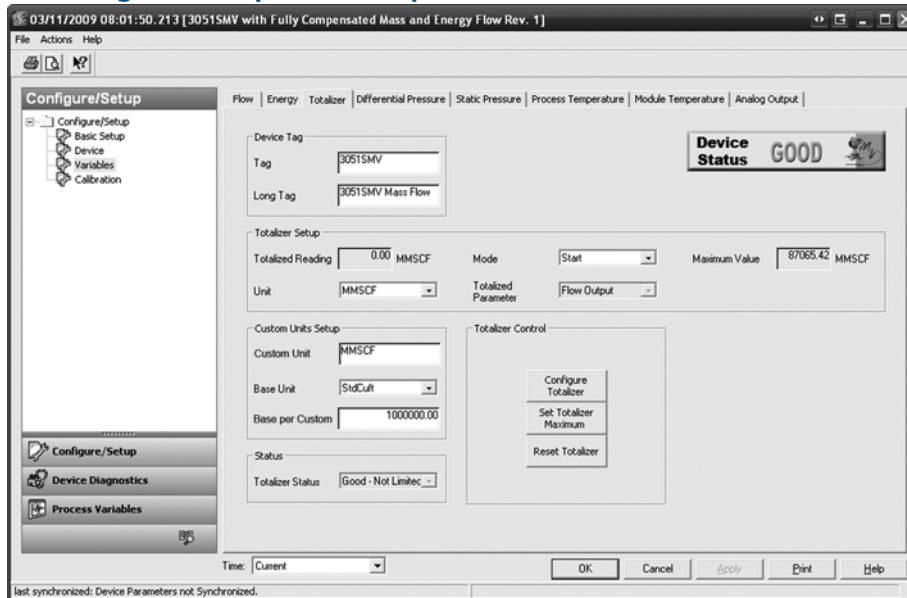 03/11/2009 08:01:50.213 [3051SMV with Fully Compensated Mass and Energy Flow Rev. 1]
File Actions Help
Configure/Setup
Configure/Setup
Basic Setup
Device
Variables
Calibration
Configure/Setup
Device Diagnostics
Process Variables
Flow Energy Totalizer Differential Pressure Static Pressure Process Temperature Module Temperature Analog Output
Device Tag
Tag 3051SMV
Long Tag 3051SMV Mass Flow
Device Status GOOD
Totalizer Setup
Totalized Reading 0.00 MMSCF Mode Start Maximum Value 87065.42 MMSCF
Unit MMSCF Totalized Parameter Flow Output
Custom Units Setup
Custom Unit MMSCF
Base Unit StdCuft
Base per Custom 1000000.00
Totalizer Control
Configure Totalizer
Set Totalizer Maximum
Reset Totalizer
Status
Totalizer Status Good - Not Limitec
Time: Current
OK Cancel Apply Print Help
last synchronized: Device Parameters not Synchronized.